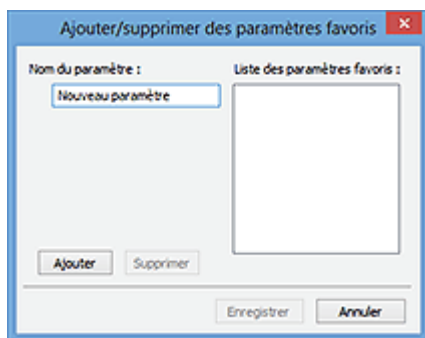 Ajouter/supprimer des paramètres favoris
Nom du paramètre :
Liste des paramètres favoris :
Nouveau paramètre
Ajouter
Supprimer
Enregistrer
Annuler